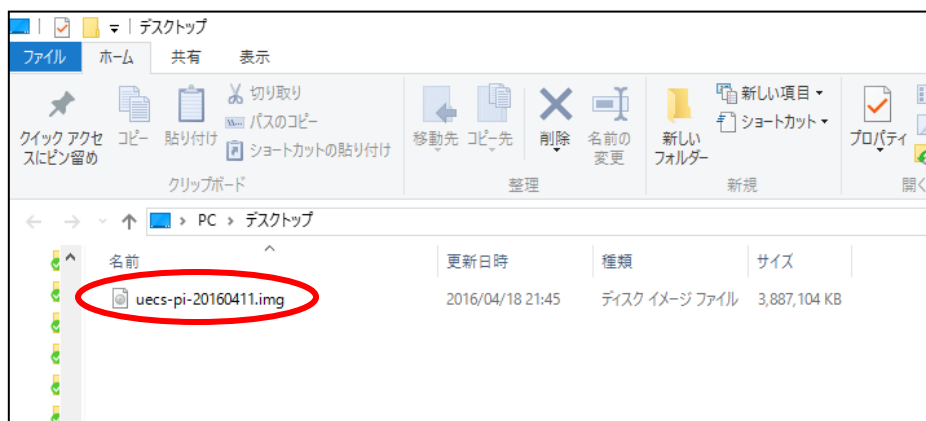 デスクトップ
ファイル ホーム 共有 表示
クイック アクセスにピン留め
コピー
貼り付け
切り取り
パスのコピー
ショートカットの貼り付け
クリップボード
移動先
コピー先
削除
名前の変更
整理
新しいフォルダー
新しい項目
ショートカット
新規
プロパティ
開く
PC > デスクトップ
名前 更新日時 種類 サイズ
uecs-pi-20160411.img 2016/04/18 21:45 ディスク イメージ ファイル 3,887,104 KB